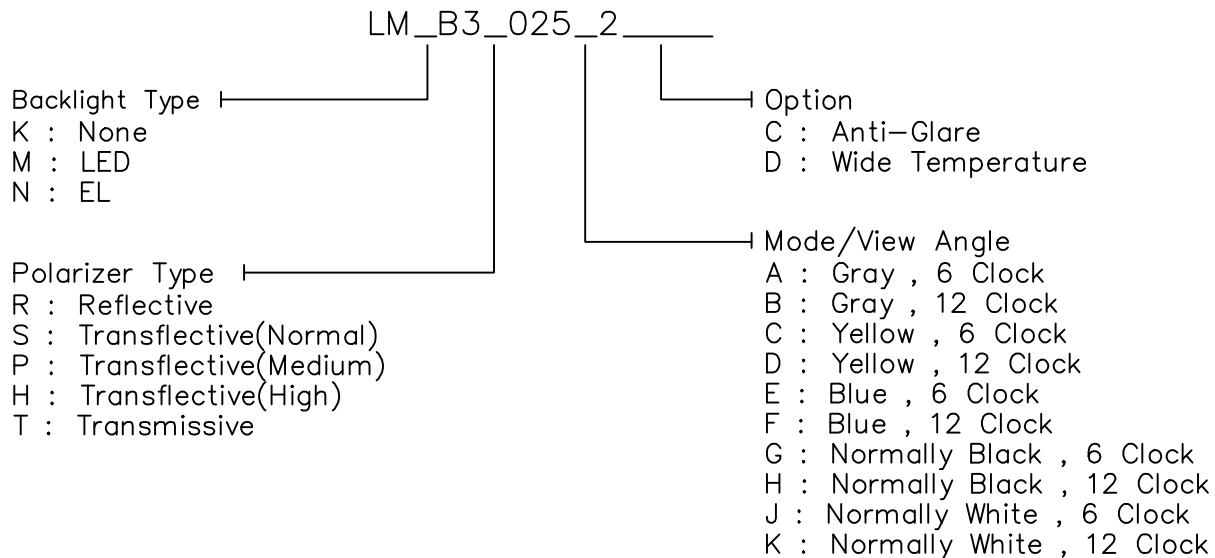 LM_B3_025_2____
Backlight Type
K : None
M : LED
N : EL
Polarizer Type
R : Reflective
S : Transflective(Normal)
P : Transflective(Medium)
H : Transflective(High)
T : Transmissive
Option
C : Anti-Glare
D : Wide Temperature
Mode/View Angle
A : Gray , 6 Clock
B : Gray , 12 Clock
C : Yellow , 6 Clock
D : Yellow , 12 Clock
E : Blue , 6 Clock
F : Blue , 12 Clock
G : Normally Black , 6 Clock
H : Normally Black , 12 Clock
J : Normally White , 6 Clock
K : Normally White , 12 Clock